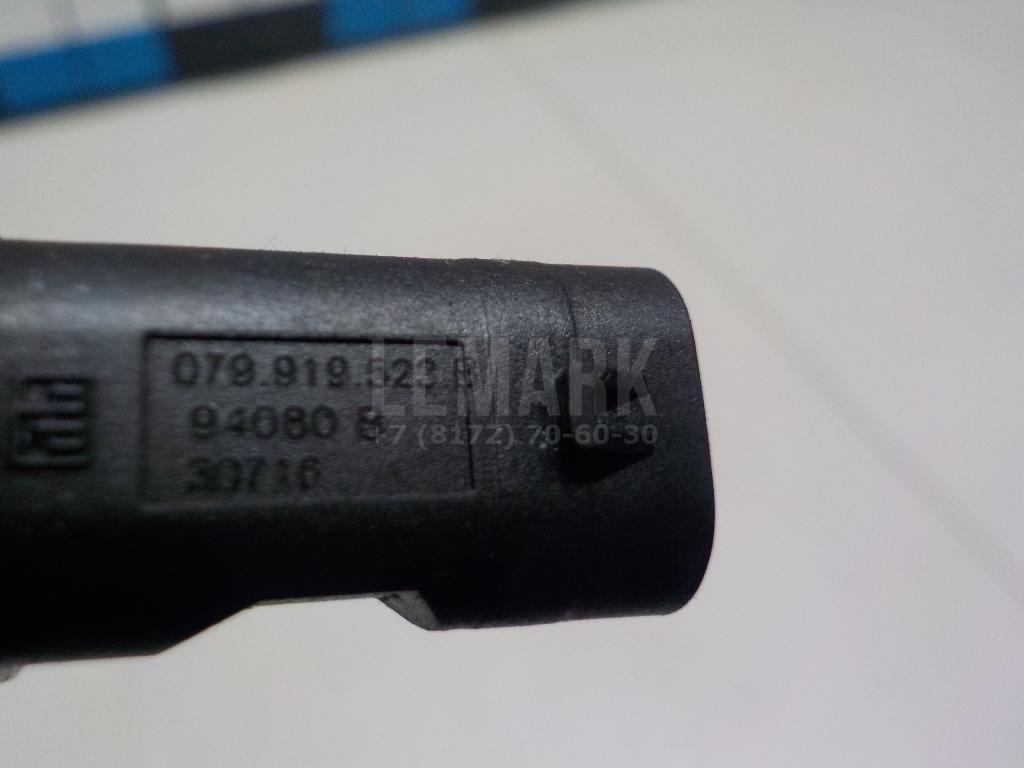 079.919.523.B
94080 8
30716
LEMARK
+7 (8172) 70-60-30